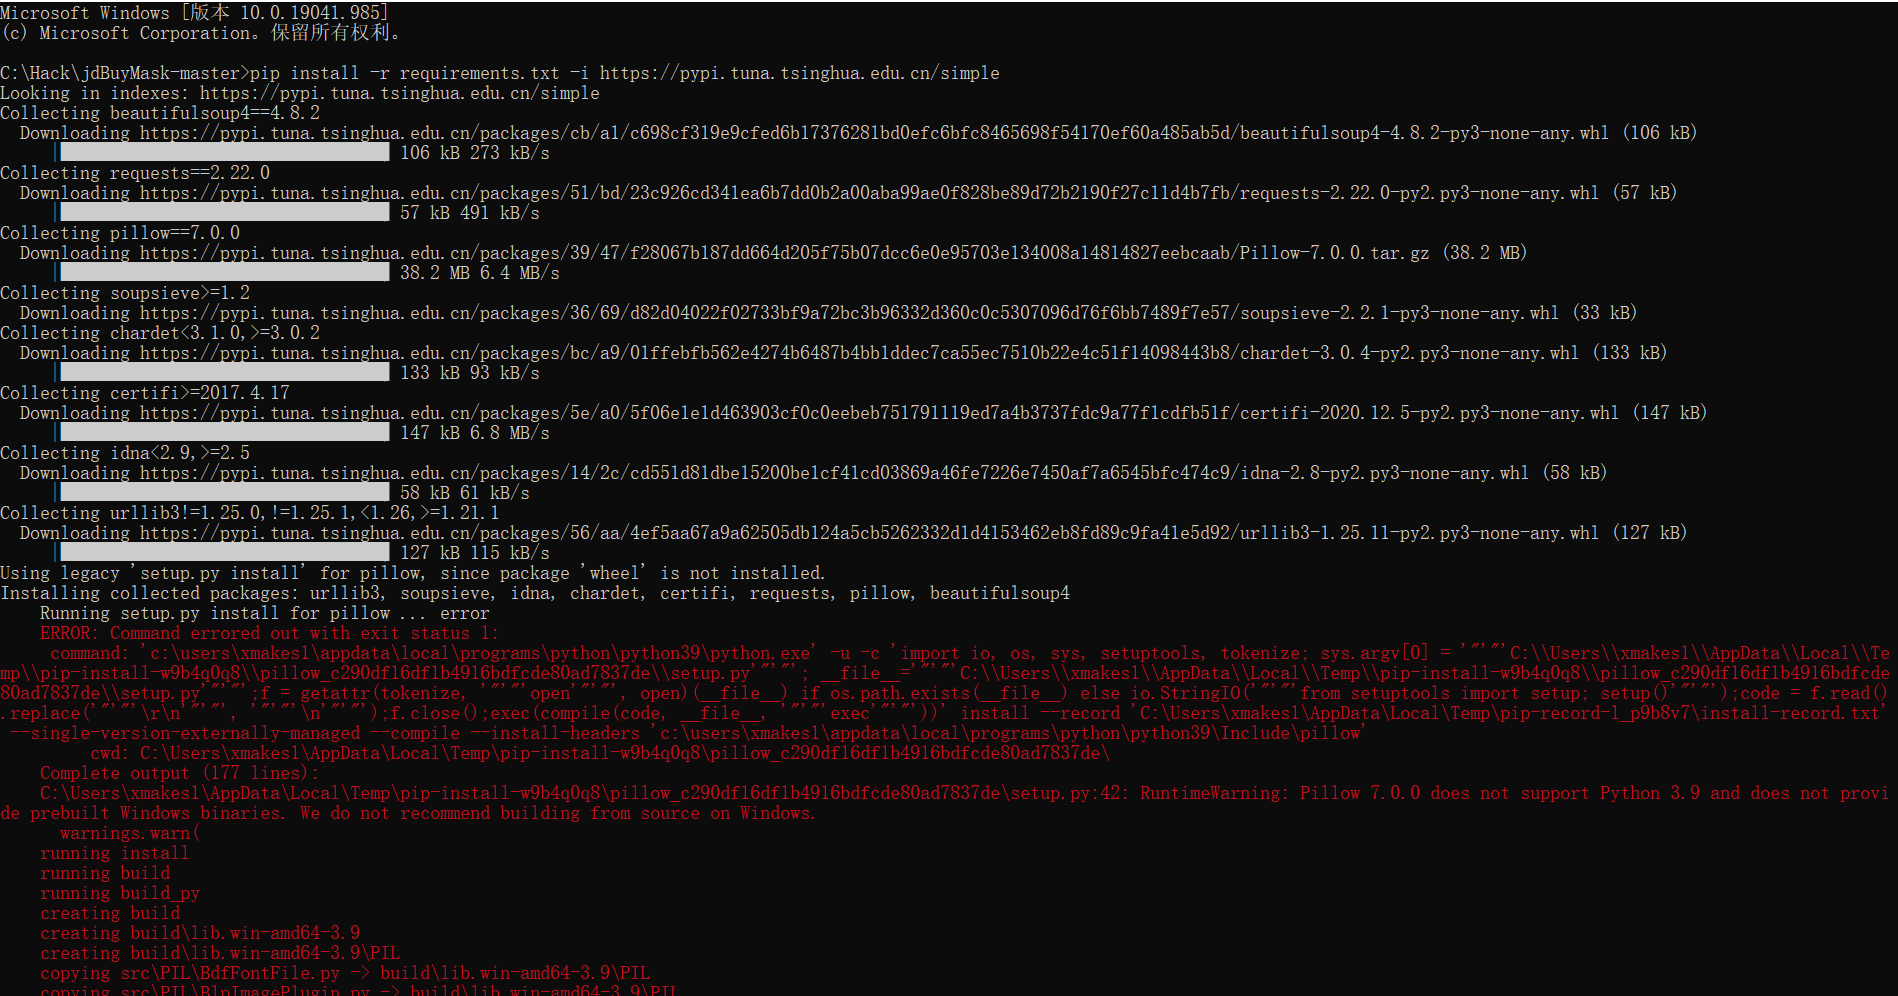 Microsoft Windows [版本 10.0.19041.985]
(c) Microsoft Corporation。保留所有权利。
C:\Hack\jdBuyMask-master>pip install -r requirements.txt -i https://pypi.tuna.tsinghua.edu.cn/simple
Looking in indexes: https://pypi.tuna.tsinghua.edu.cn/simple
Collecting beautifulsoup4==4.8.2
Downloading https://pypi.tuna.tsinghua.edu.cn/packages/cb/a1/c698cf319e9cfed6b17376281bd0efc6bfc8465698f54170ef60a485ab5d/beautifulsoup4-4.8.2-py3-none-any.whl (106 kB)
106 kB 273 kB/s
Collecting requests==2.22.0
Downloading https://pypi.tuna.tsinghua.edu.cn/packages/51/bd/23c926cd341ea6b7dd0b2a00aba99ae0f828be89d72b2190f27c11d4b7fb/requests-2.22.0-py2.py3-none-any.whl (57 kB)
57 kB 491 kB/s
Collecting pillow==7.0.0
Downloading https://pypi.tuna.tsinghua.edu.cn/packages/39/47/f28067b187dd664d205f75b07dcc6e0e95703e134008a14814827eebcaab/Pillow-7.0.0.tar.gz (38.2 MB)
38.2 MB 6.4 MB/s
Collecting soupsieve>=1.2
Downloading https://pypi.tuna.tsinghua.edu.cn/packages/36/69/d82d04022f02733bf9a72bc3b96332d360c0c5307096d76f6bb7489f7e57/soupsieve-2.2.1-py3-none-any.whl (33 kB)
Collecting chardet<3.1.0,>=3.0.2
Downloading https://pypi.tuna.tsinghua.edu.cn/packages/bc/a9/01ffebfb562e4274b6487b4bb1ddec7ca55ec7510b22e4c51f14098443b8/chardet-3.0.4-py2.py3-none-any.whl (133 kB)
133 kB 93 kB/s
Collecting certifi>=2017.4.17
Downloading https://pypi.tuna.tsinghua.edu.cn/packages/5e/a0/5f06e1e1d463903cf0c0eebeb751791119ed7a4b3737fdc9a77f1cdfb51f/certifi-2020.12.5-py2.py3-none-any.whl (147 kB)
147 kB 6.8 MB/s
Collecting idna<2.9,>=2.5
Downloading https://pypi.tuna.tsinghua.edu.cn/packages/14/2c/cd551d81dbe15200be1cf41cd03869a46fe7226e7450af7a6545bfc474c9/idna-2.8-py2.py3-none-any.whl (58 kB)
58 kB 61 kB/s
Collecting urllib3!=1.25.0,!=1.25.1,<1.26,>=1.21.1
Downloading https://pypi.tuna.tsinghua.edu.cn/packages/56/aa/4ef5aa67a9a62505db124a5cb5262332d1d4153462eb8fd89c9fa41e5d92/urllib3-1.25.11-py2.py3-none-any.whl (127 kB)
127 kB 115 kB/s
Using legacy 'setup.py install' for pillow, since package 'wheel' is not installed.
Installing collected packages: urllib3, soupsieve, idna, chardet, certifi, requests, pillow, beautifulsoup4
Running setup.py install for pillow ... error
ERROR: Command errored out with exit status 1:
command: 'c:\users\xmakes1\appdata\local\programs\python\python39\python.exe' -u -c 'import io, os, sys, setuptools, tokenize; sys.argv[0] = '"'"'C:\\Users\\xmakes1\\AppData\\Local\\Te
mp\\pip-install-w9b4q0q8\\pillow_c290df16df1b4916bdfcde80ad7837de\\setup.py'"'"'; __file__='"'"'C:\\Users\\xmakes1\\AppData\\Local\\Temp\\pip-install-w9b4q0q8\\pillow_c290df16df1b4916bdfcde
80ad7837de\\setup.py'"'"';f = getattr(tokenize, '"'"'open'"'"', open)(__file__) if os.path.exists(__file__) else io.StringIO('"'"'from setuptools import setup; setup()'"'"');code = f.read()
.replace('"'"'\r\n'"'"', '"'"'\n'"'"');f.close();exec(compile(code, __file__, '"'"'exec'"'"'))' install --record 'C:\Users\xmakes1\AppData\Local\Temp\pip-record-l_p9b8v7\install-record.txt'
--single-version-externally-managed --compile --install-headers 'c:\users\xmakes1\appdata\local\programs\python\python39\Include\pillow'
cwd: C:\Users\xmakes1\AppData\Local\Temp\pip-install-w9b4q0q8\pillow_c290df16df1b4916bdfcde80ad7837de\
Complete output (177 lines):
C:\Users\xmakes1\AppData\Local\Temp\pip-install-w9b4q0q8\pillow_c290df16df1b4916bdfcde80ad7837de\setup.py:42: RuntimeWarning: Pillow 7.0.0 does not support Python 3.9 and does not provi
de prebuilt Windows binaries. We do not recommend building from source on Windows.
warnings.warn(
running install
running build
running build_py
creating build
creating build\lib.win-amd64-3.9
creating build\lib.win-amd64-3.9\PIL
copying src\PIL\BdfFontFile.py -> build\lib.win-amd64-3.9\PIL
copying src\PIL\BlpImagePlugin.py -> build\lib.win-amd64-3.9\PIL